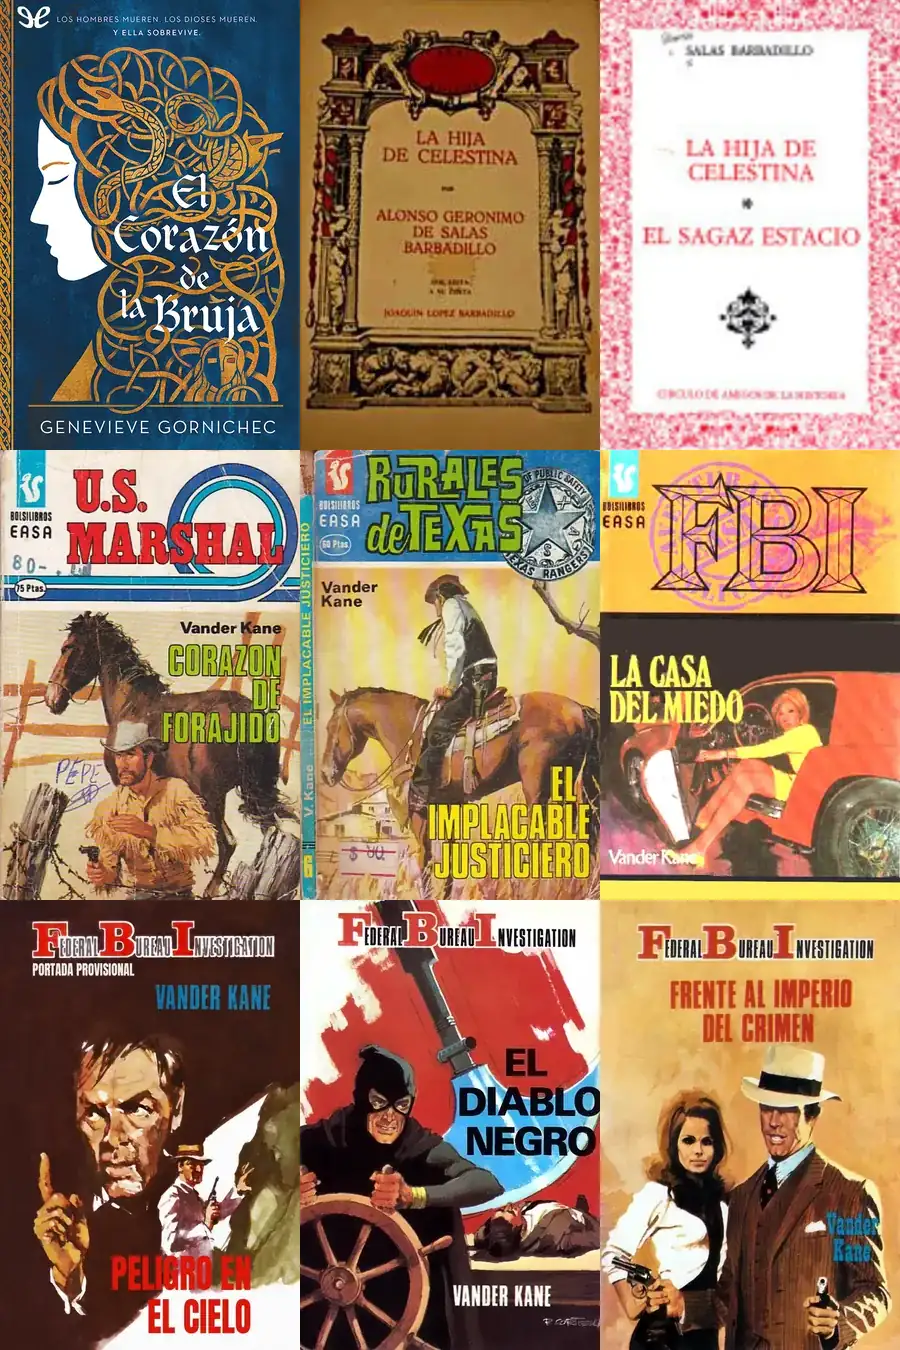 LOS HOMBRES MUEREN. LOS DIOSES MUEREN.
Y ELLA SOBREVIVE.
El
Corazón
de
la Bruja
GENEVIEVE GORNICHEC
LA HIJA
DE CELESTINA
POR
ALONSO GERONIMO
DE SALAS
BARBADILLO
JOAQUIN LOPEZ BARBADILLO
SALAS BARBADILLO
LA HIJA DE
CELESTINA
*
EL SAGAZ ESTACIO
CIRCULO DE AMIGOS DE LA HISTORIA
BOLSILIBROS
EASA
80-
75 Ptas.
U.S.
MARSHAL
Vander Kane
CORAZON
DE
FORAJIDO
PEPE
V. Kane
EL IMPLACABLE JUSTICIERO
BOLSILIBROS
EASA
60 Ptas.
RURALES
de TEXAS
OF PUBLIC SAFETY
TEXAS RANGERS
Vander
Kane
EL
IMPLACABLE
JUSTICIERO
$ 80.
BOLSILIBROS
EASA
FBI
LA CASA
DEL MIEDO
Vander Kane
FEDERAL BUREAU INVESTIGATION
PORTADA PROVISIONAL
VANDER KANE
PELIGRO EN
EL CIELO
FEDERAL BUREAU INVESTIGATION
EL
DIABLO
NEGRO
VANDER KANE
FEDERAL BUREAU INVESTIGATION
FRENTE AL IMPERIO
DEL CRIMEN
Vander
Kane